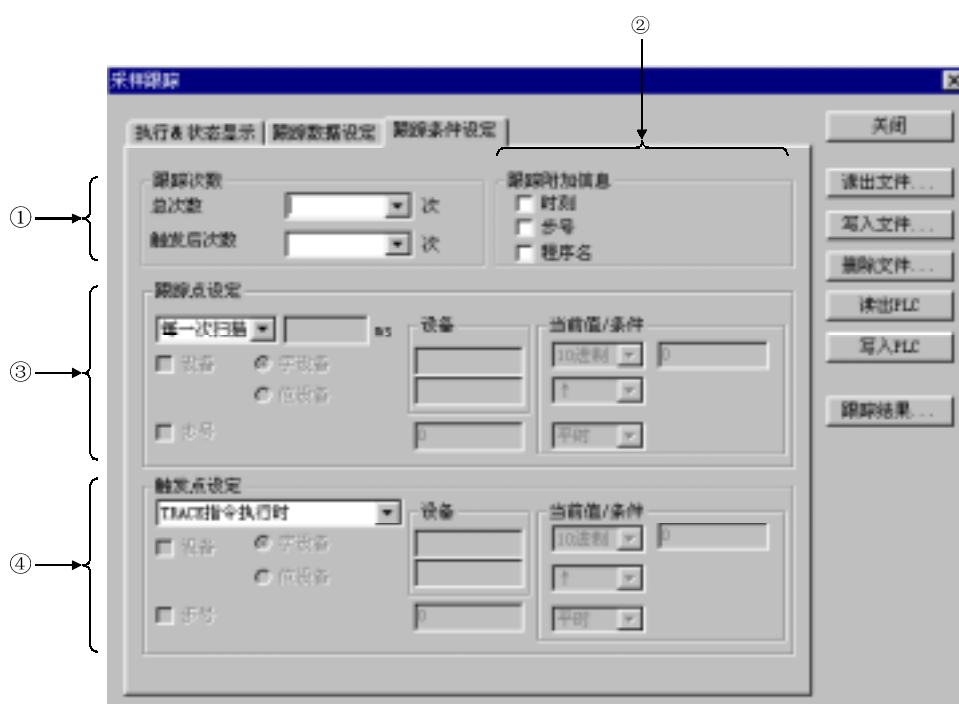 ②
采样跟踪
执行&状态显示 跟踪数据设定 跟踪条件设定
关闭
① 跟踪次数
总次数 次
触发后次数 次
跟踪附加信息
时刻
步号
程序名
读出文件...
写入文件...
删除文件...
读出PLC
写入PLC
跟踪结果...
③ 跟踪点设定
每一次扫描 ms
设备 字设备
位设备
步号
设备
0
当前值/条件
10进制 0
↑
平时
④ 触发点设定
TRACE指令执行时
设备 字设备
位设备
步号
设备
0
当前值/条件
10进制 0
↑
平时